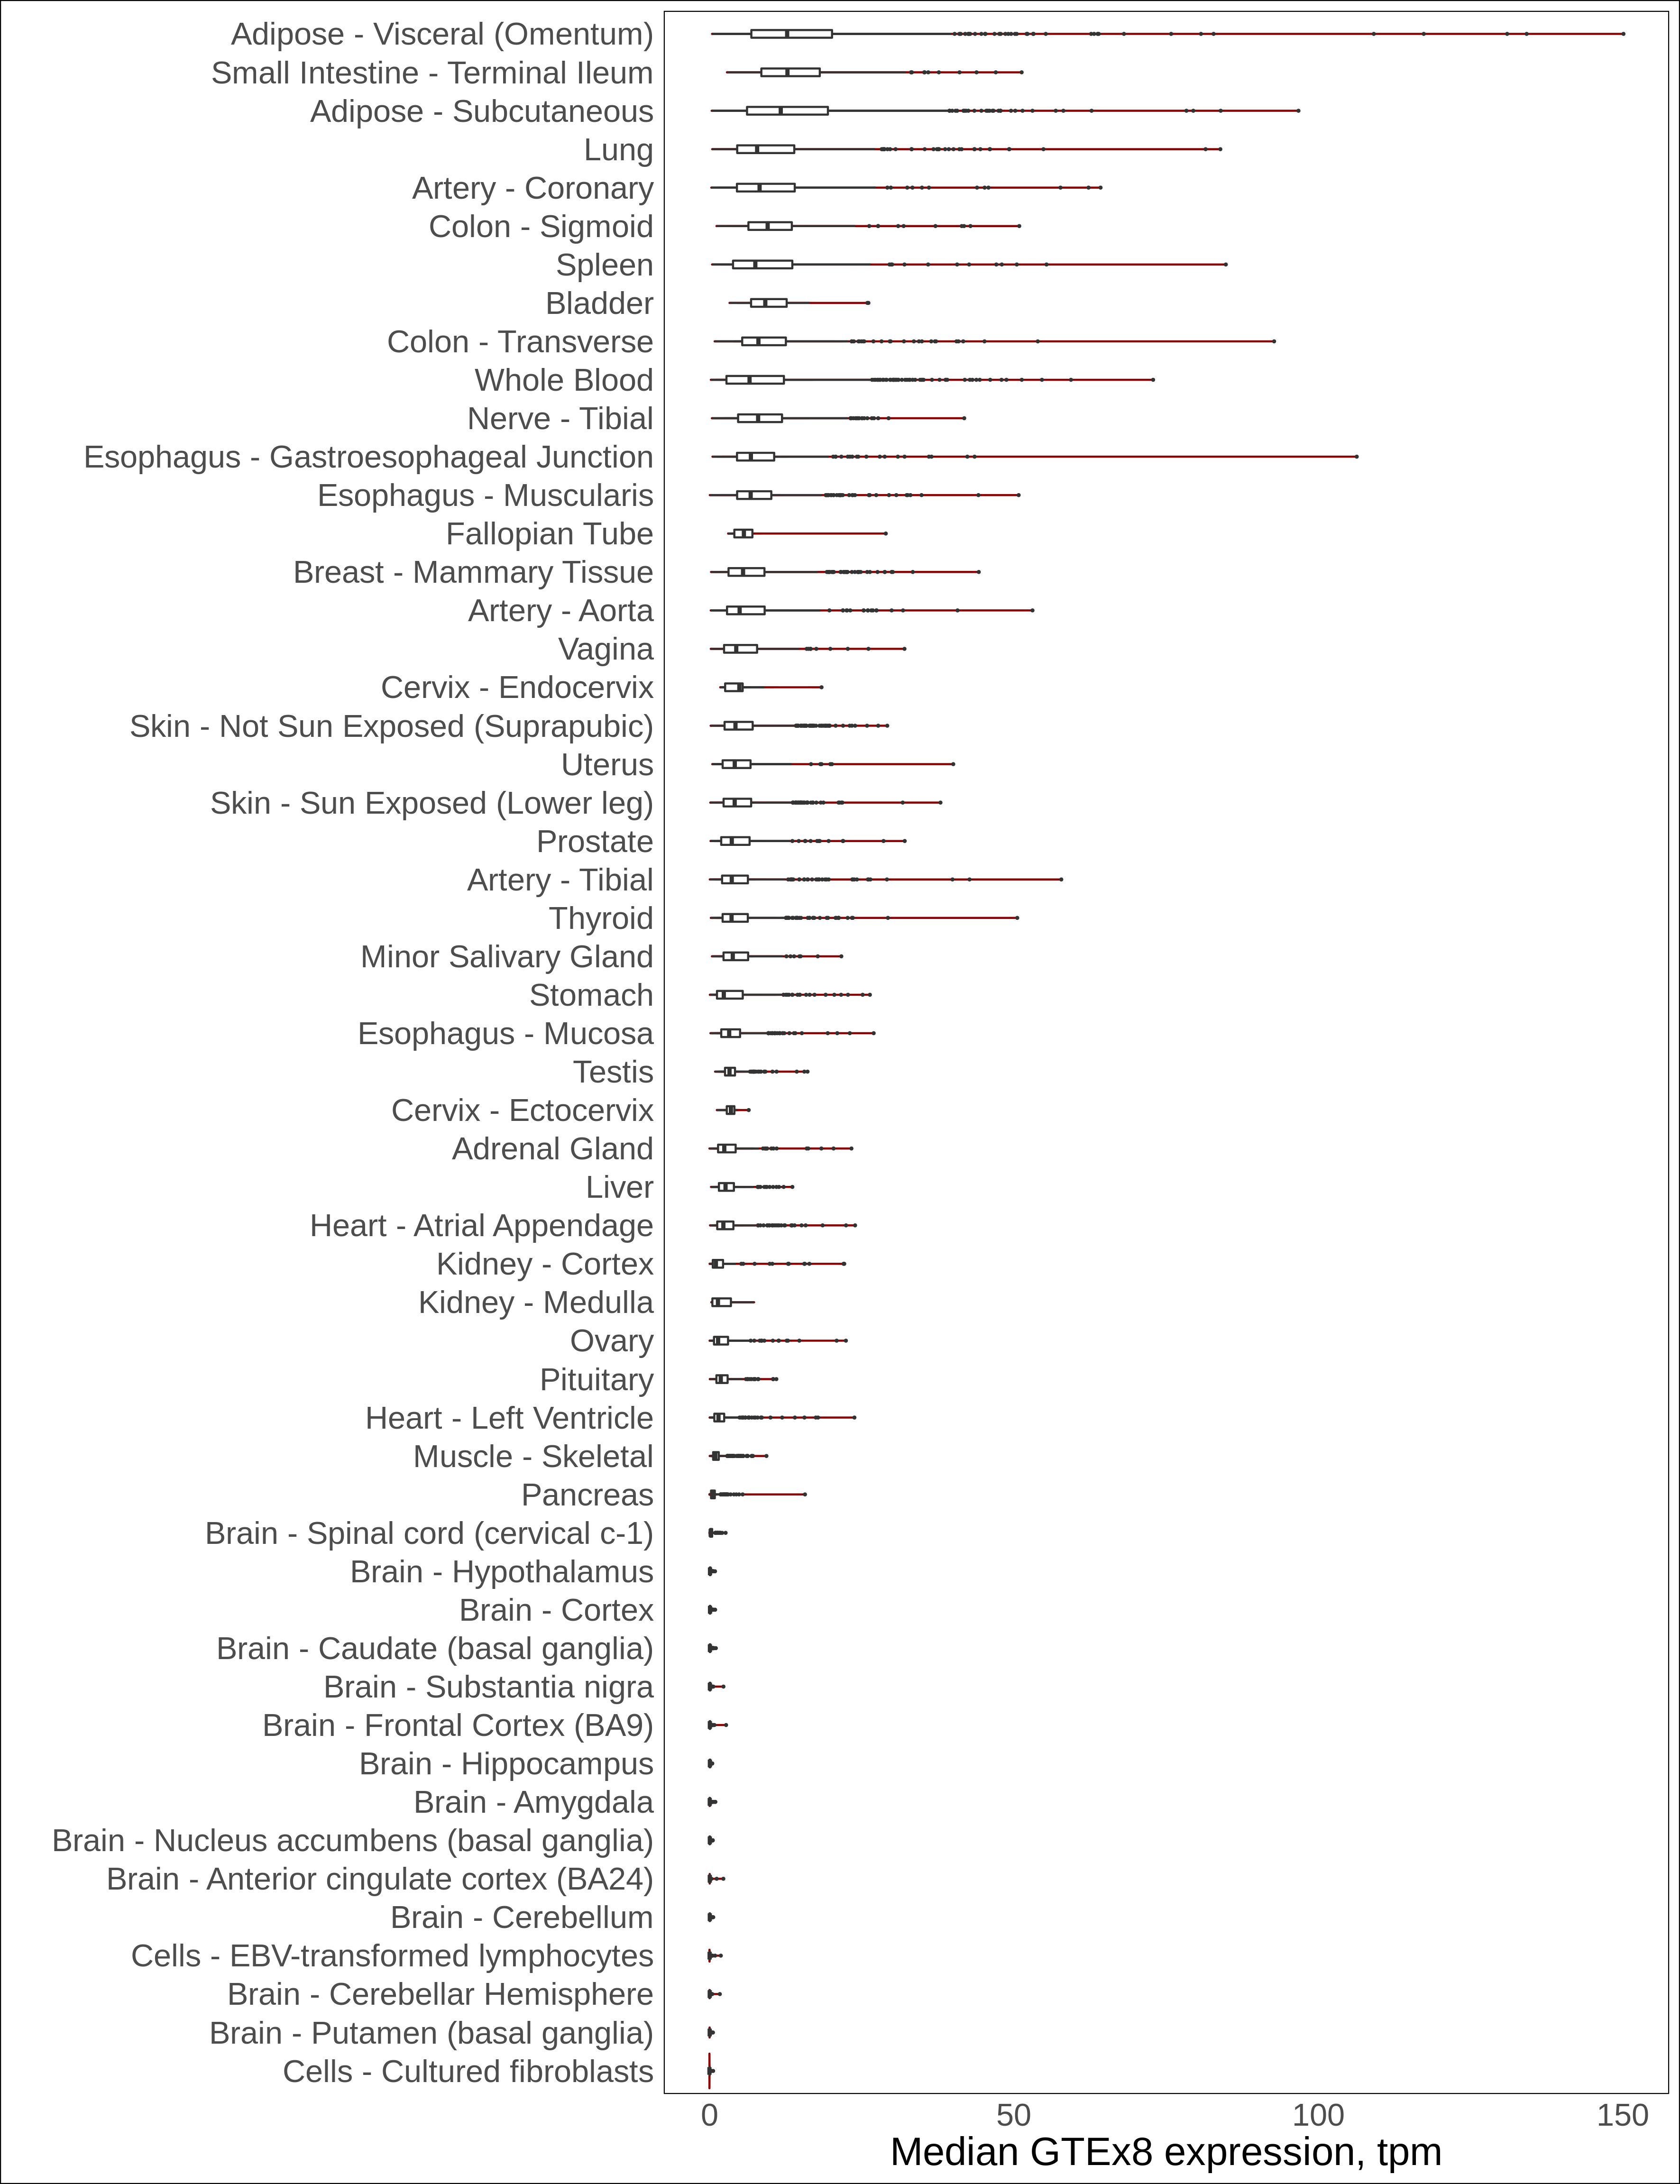 Adipose - Visceral (Omentum)
Small Intestine - Terminal Ileum
Adipose - Subcutaneous
Lung
Artery - Coronary
Colon - Sigmoid
Spleen
Bladder
Colon - Transverse
Whole Blood
Nerve - Tibial
Esophagus - Gastroesophageal Junction
Esophagus - Muscularis
Fallopian Tube
Breast - Mammary Tissue
Artery - Aorta
Vagina
Cervix - Endocervix
Skin - Not Sun Exposed (Suprapubic)
Uterus
Skin - Sun Exposed (Lower leg)
Prostate
Artery - Tibial
Thyroid
Minor Salivary Gland
Stomach
Esophagus - Mucosa
Testis
Cervix - Ectocervix
Adrenal Gland
Liver
Heart - Atrial Appendage
Kidney - Cortex
Kidney - Medulla
Ovary
Pituitary
Heart - Left Ventricle
Muscle - Skeletal
Pancreas
Brain - Spinal cord (cervical c-1)
Brain - Hypothalamus
Brain - Cortex
Brain - Caudate (basal ganglia)
Brain - Substantia nigra
Brain - Frontal Cortex (BA9)
Brain - Hippocampus
Brain - Amygdala
Brain - Nucleus accumbens (basal ganglia)
Brain - Anterior cingulate cortex (BA24)
Brain - Cerebellum
Cells - EBV-transformed lymphocytes
Brain - Cerebellar Hemisphere
Brain - Putamen (basal ganglia)
Cells - Cultured fibroblasts
0 50 100 150
Median GTEx8 expression, tpm